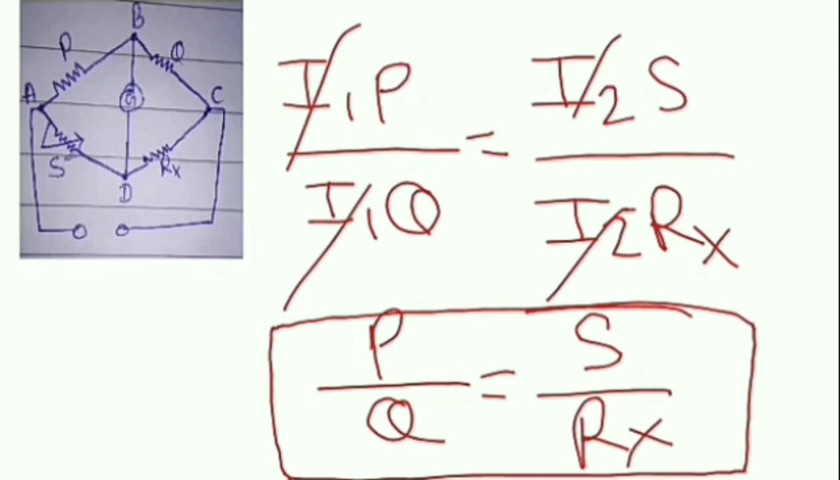 B
P
Q
A
G
C
S
Rx
D
I₁P / I₁Q = I₂S / I₂Rx
P / Q = S / Rx